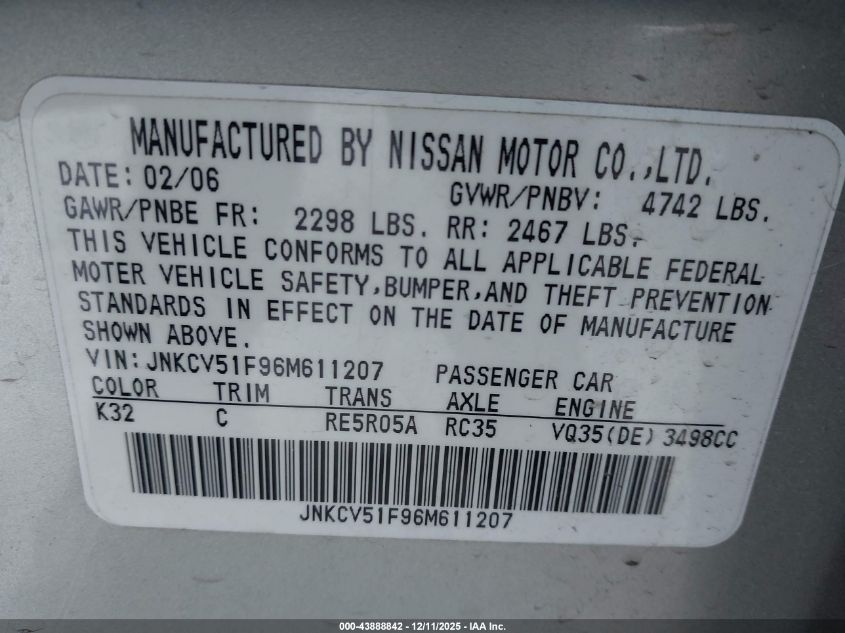 MANUFACTURED BY NISSAN MOTOR CO.,LTD.
DATE: 02/06 GVWR/PNBV: 4742 LBS.
GAWR/PNBE FR: 2298 LBS. RR: 2467 LBS.
THIS VEHICLE CONFORMS TO ALL APPLICABLE FEDERAL
MOTER VEHICLE SAFETY,BUMPER,AND THEFT PREVENTION
STANDARDS IN EFFECT ON THE DATE OF MANUFACTURE
SHOWN ABOVE.
VIN: JNKCV51F96M611207 PASSENGER CAR
COLOR TRIM TRANS AXLE ENGINE
K32 C RE5R05A RC35 VQ35(DE) 3498CC
JNKCV51F96M611207
000-43888842 - 12/11/2025 - IAA Inc.